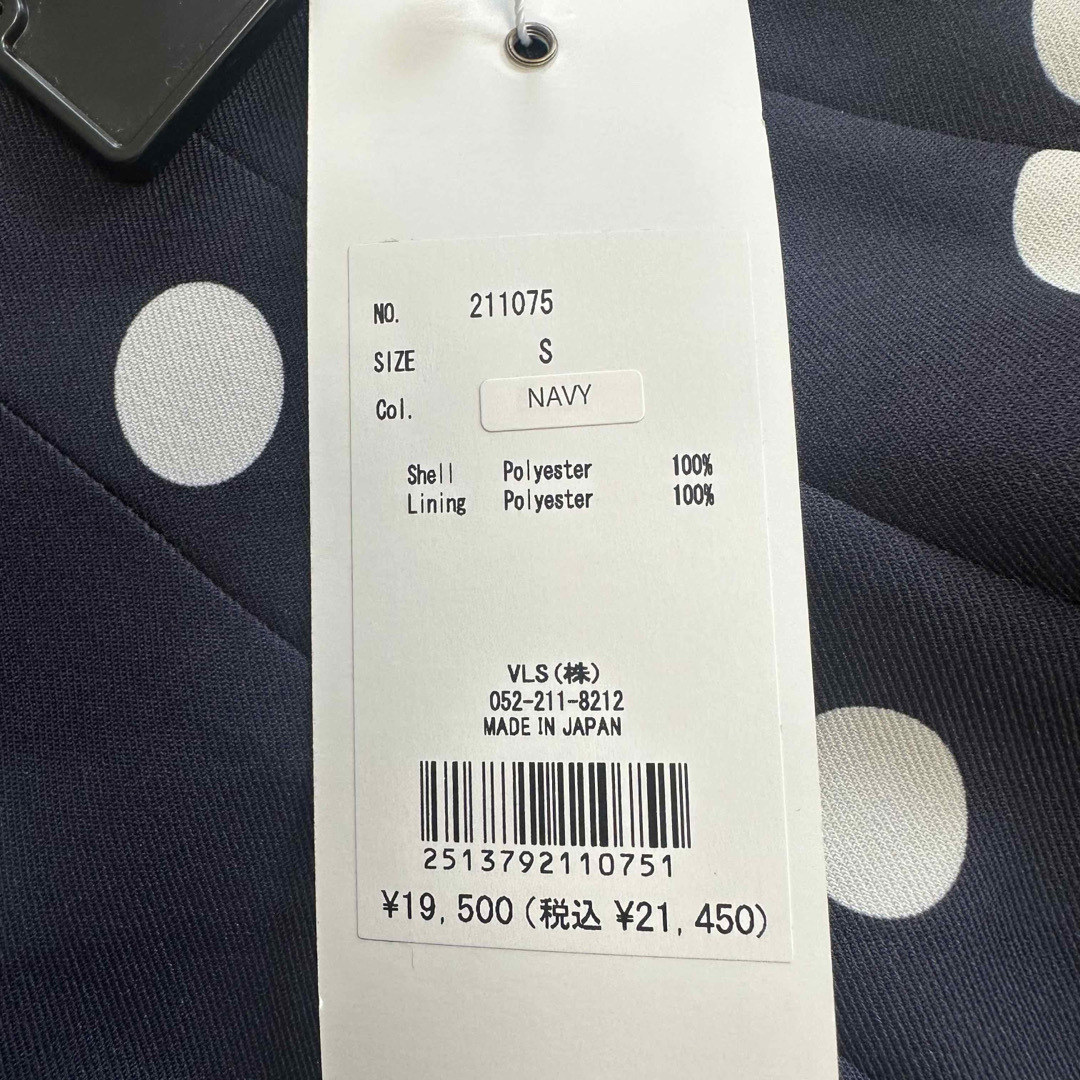 NO. 211075
SIZE S
Col. NAVY
Shell Polyester 100%
Lining Polyester 100%
VLS(株)
052-211-8212
MADE IN JAPAN
2513792110751
¥19,500(税込 ¥21,450)